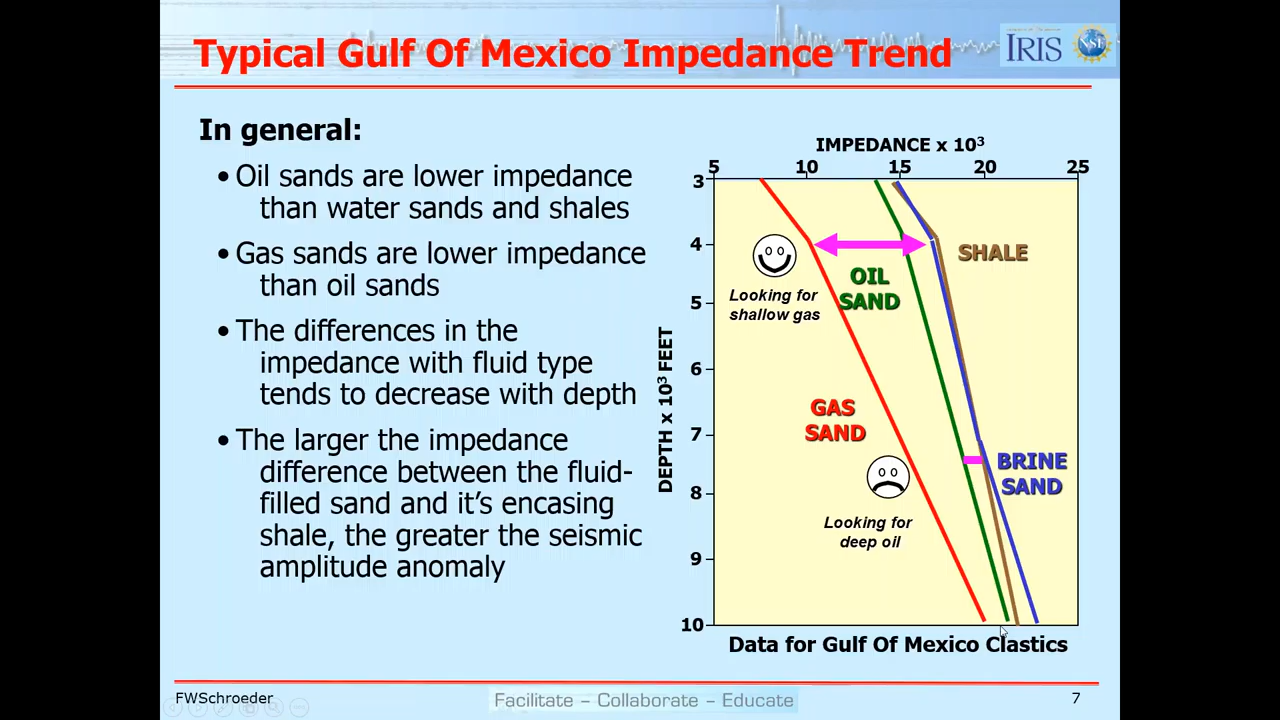 Typical Gulf Of Mexico Impedance Trend
IRIS
NSF
In general:
• Oil sands are lower impedance
than water sands and shales
• Gas sands are lower impedance
than oil sands
• The differences in the
impedance with fluid type
tends to decrease with depth
• The larger the impedance
difference between the fluid-
filled sand and it's encasing
shale, the greater the seismic
amplitude anomaly
IMPEDANCE x 10³
5 10 15 20 25
DEPTH x 10³ FEET
3
4
5
6
7
8
9
10
SHALE
OIL
SAND
Looking for
shallow gas
GAS
SAND
BRINE
SAND
Looking for
deep oil
Data for Gulf Of Mexico Clastics
FWSchroeder
Facilitate – Collaborate – Educate
7